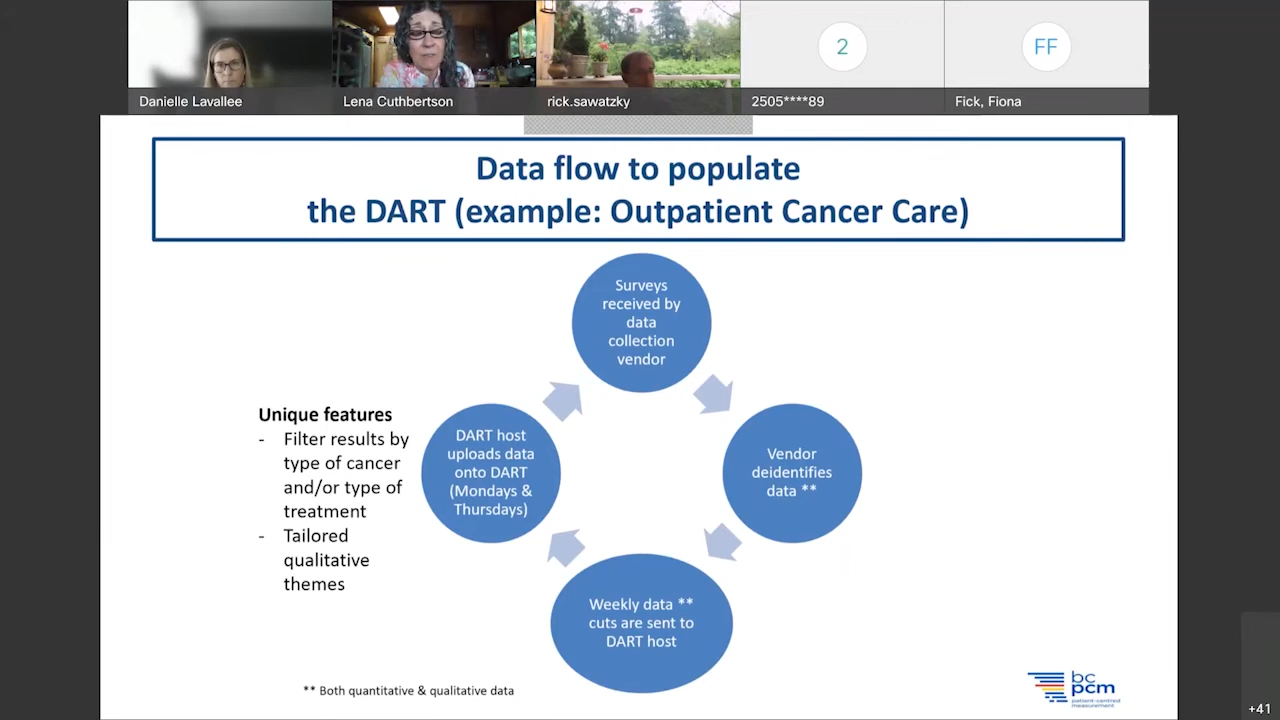 2
FF
Danielle Lavallee
Lena Cuthbertson
rick.sawatzky
2505****89
Fick, Fiona
Data flow to populate
the DART (example: Outpatient Cancer Care)
Surveys
received by
data
collection
vendor
Vendor
deidentifies
data **
Weekly data **
cuts are sent to
DART host
DART host
uploads data
onto DART
(Mondays &
Thursdays)
Unique features
- Filter results by
type of cancer
and/or type of
treatment
- Tailored
qualitative
themes
** Both quantitative & qualitative data
bc
pcm
patient-centred
measurement
+41